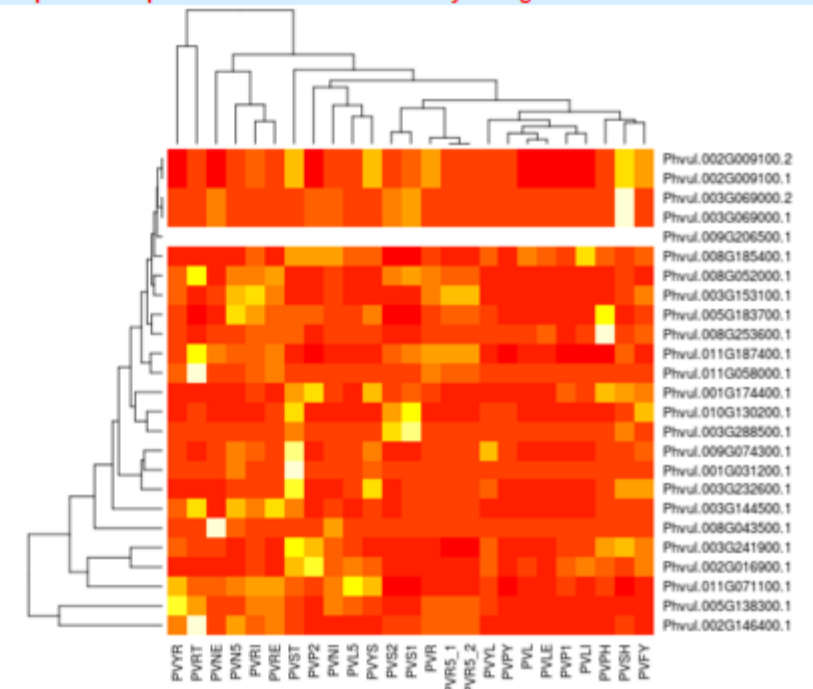 Phvul.002G009100.2
Phvul.002G009100.1
Phvul.003G069000.2
Phvul.003G069000.1
Phvul.009G206500.1
Phvul.008G185400.1
Phvul.008G052000.1
Phvul.003G153100.1
Phvul.005G183700.1
Phvul.008G253600.1
Phvul.011G187400.1
Phvul.011G058000.1
Phvul.001G174400.1
Phvul.010G130200.1
Phvul.003G288500.1
Phvul.009G074300.1
Phvul.001G031200.1
Phvul.003G232600.1
Phvul.003G144500.1
Phvul.008G043500.1
Phvul.003G241900.1
Phvul.002G016900.1
Phvul.011G071100.1
Phvul.005G138300.1
Phvul.002G146400.1
PVYR
PVRT
PVNE
PVN5
PVRI
PVRE
PVST
PVP2
PVNI
PVL5
PVYS
PVS2
PVS1
PVR
PVR5_1
PVR5_2
PVYL
PVPY
PVL
PVLE
PVP1
PVLI
PVPH
PVSH
PVFY